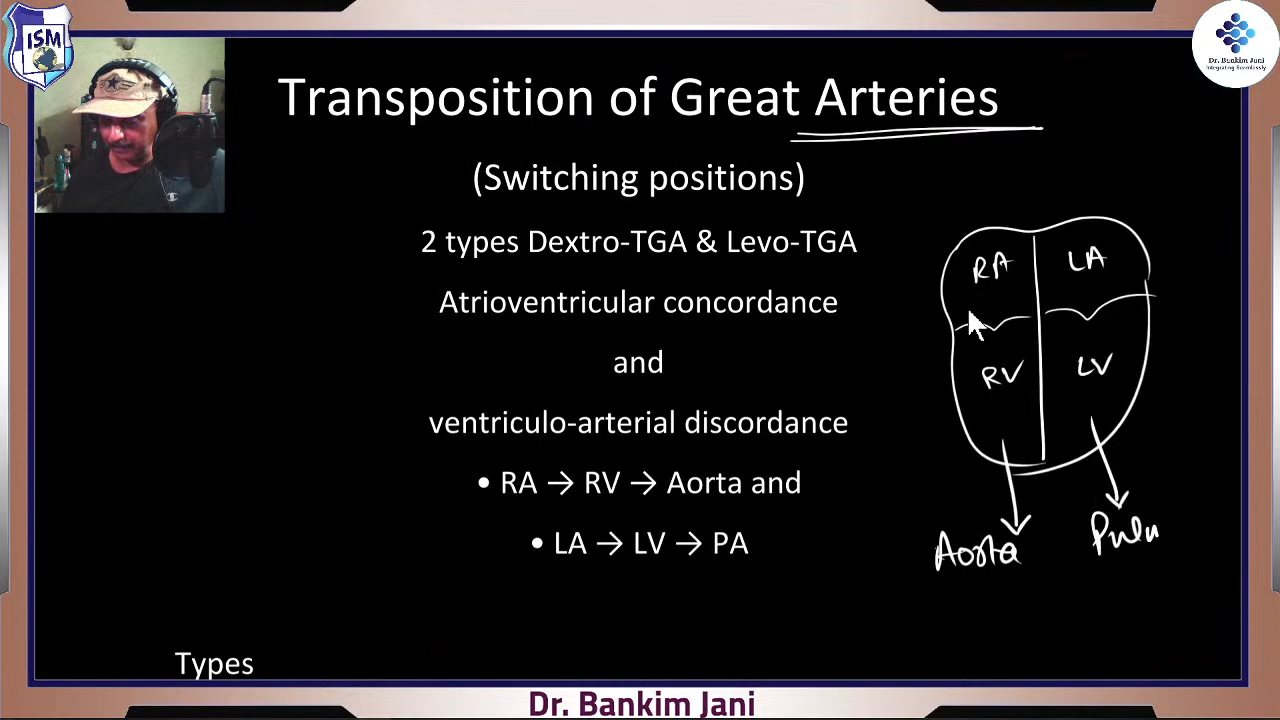 ISM
Dr. Bankim Jani
Integrating Seamlessly
Transposition of Great Arteries
(Switching positions)
2 types Dextro-TGA & Levo-TGA
Atrioventricular concordance
and
ventriculo-arterial discordance
• RA → RV → Aorta and
• LA → LV → PA
RA LA
RV LV
Aorta Pulm
Types
Dr. Bankim Jani